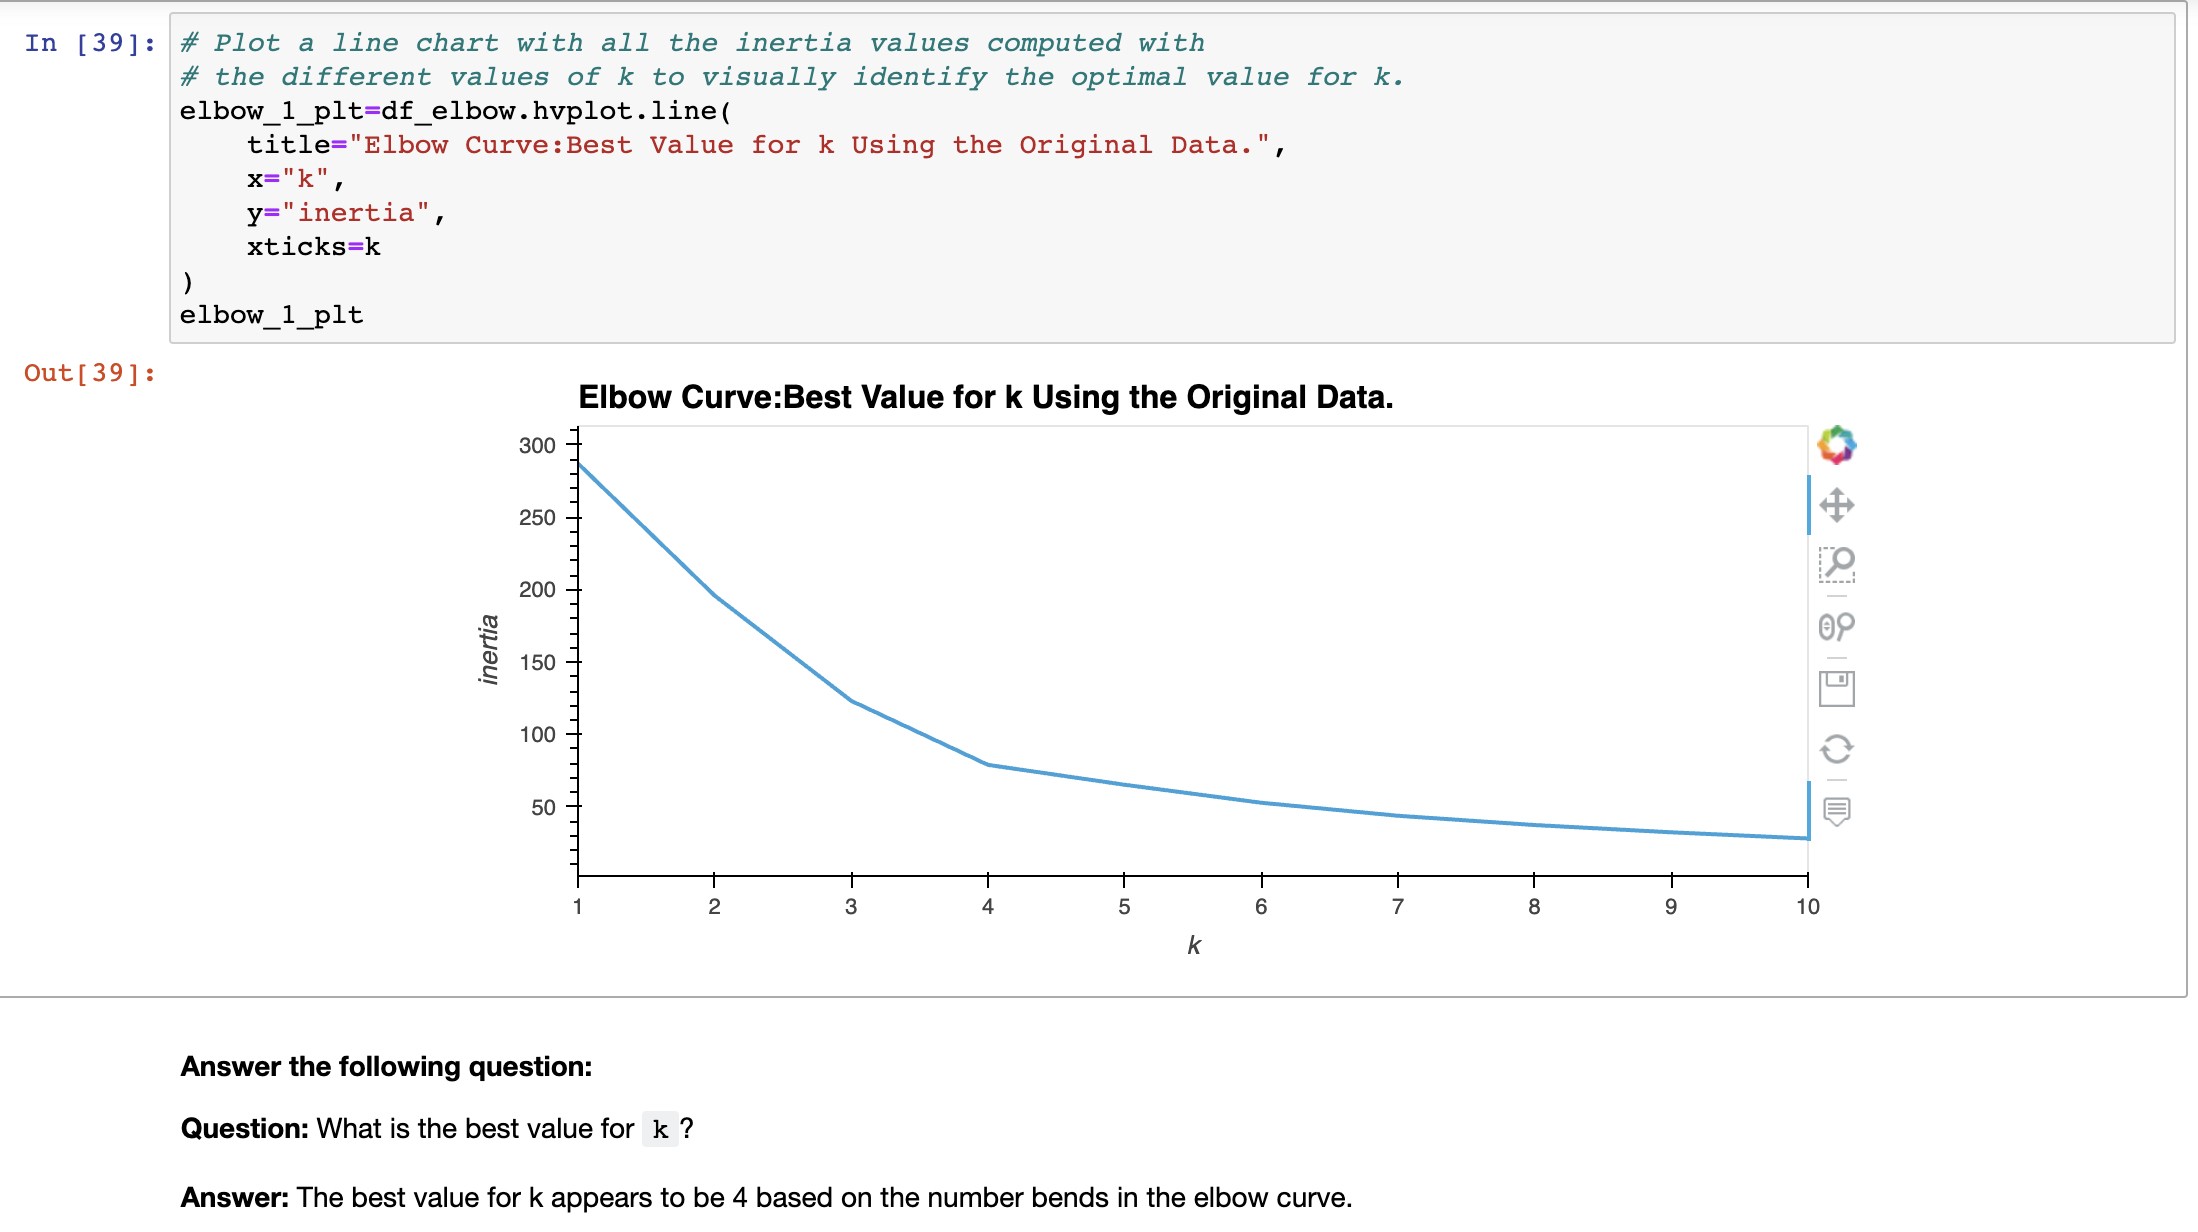 In [39]:
# Plot a line chart with all the inertia values computed with
# the different values of k to visually identify the optimal value for k.
elbow_1_plt=df_elbow.hvplot.line(
    title="Elbow Curve:Best Value for k Using the Original Data.",
    x="k",
    y="inertia",
    xticks=k
)
elbow_1_plt
Out[39]:
Elbow Curve:Best Value for k Using the Original Data.
300
250
200
150
100
50
inertia
1 2 3 4 5 6 7 8 9 10
k
Answer the following question:
Question: What is the best value for k ?
Answer: The best value for k appears to be 4 based on the number bends in the elbow curve.